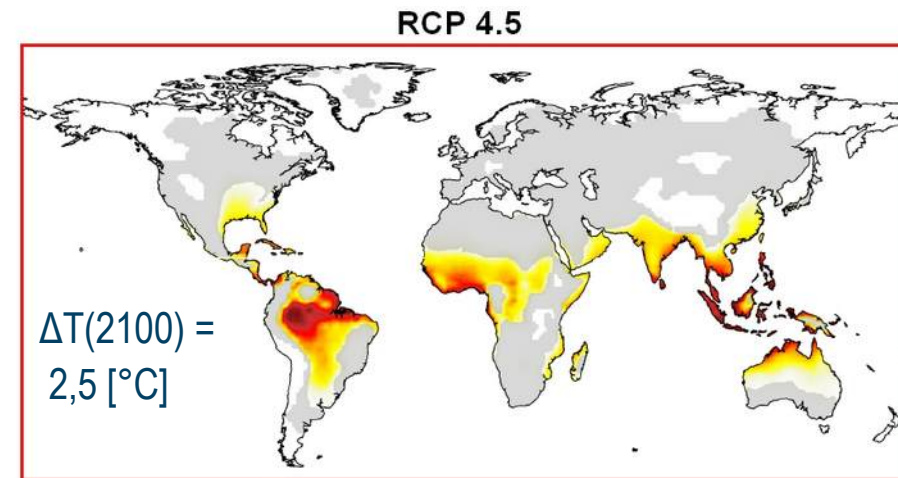 RCP 4.5
ΔT(2100) =
2,5 [°C]